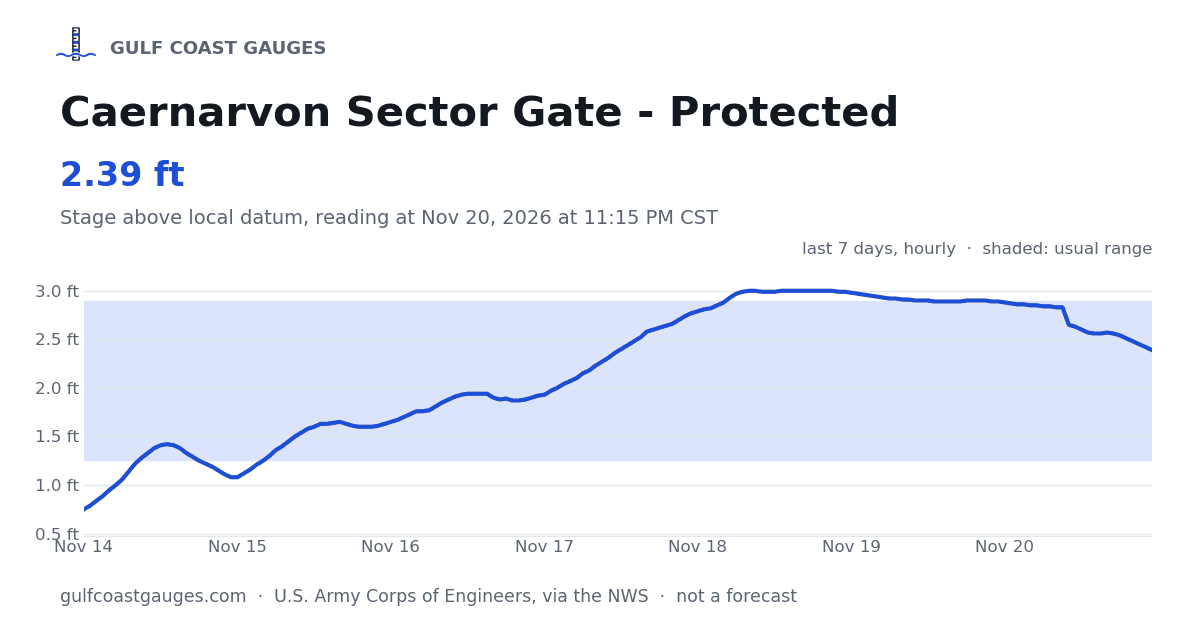 GULF COAST GAUGES
Caernarvon Sector Gate - Protected
2.39 ft
Stage above local datum, reading at Nov 20, 2026 at 11:15 PM CST
last 7 days, hourly · shaded: usual range
3.0 ft
2.5 ft
2.0 ft
1.5 ft
1.0 ft
0.5 ft
Nov 14 Nov 15 Nov 16 Nov 17 Nov 18 Nov 19 Nov 20
gulfcoastgauges.com · U.S. Army Corps of Engineers, via the NWS · not a forecast